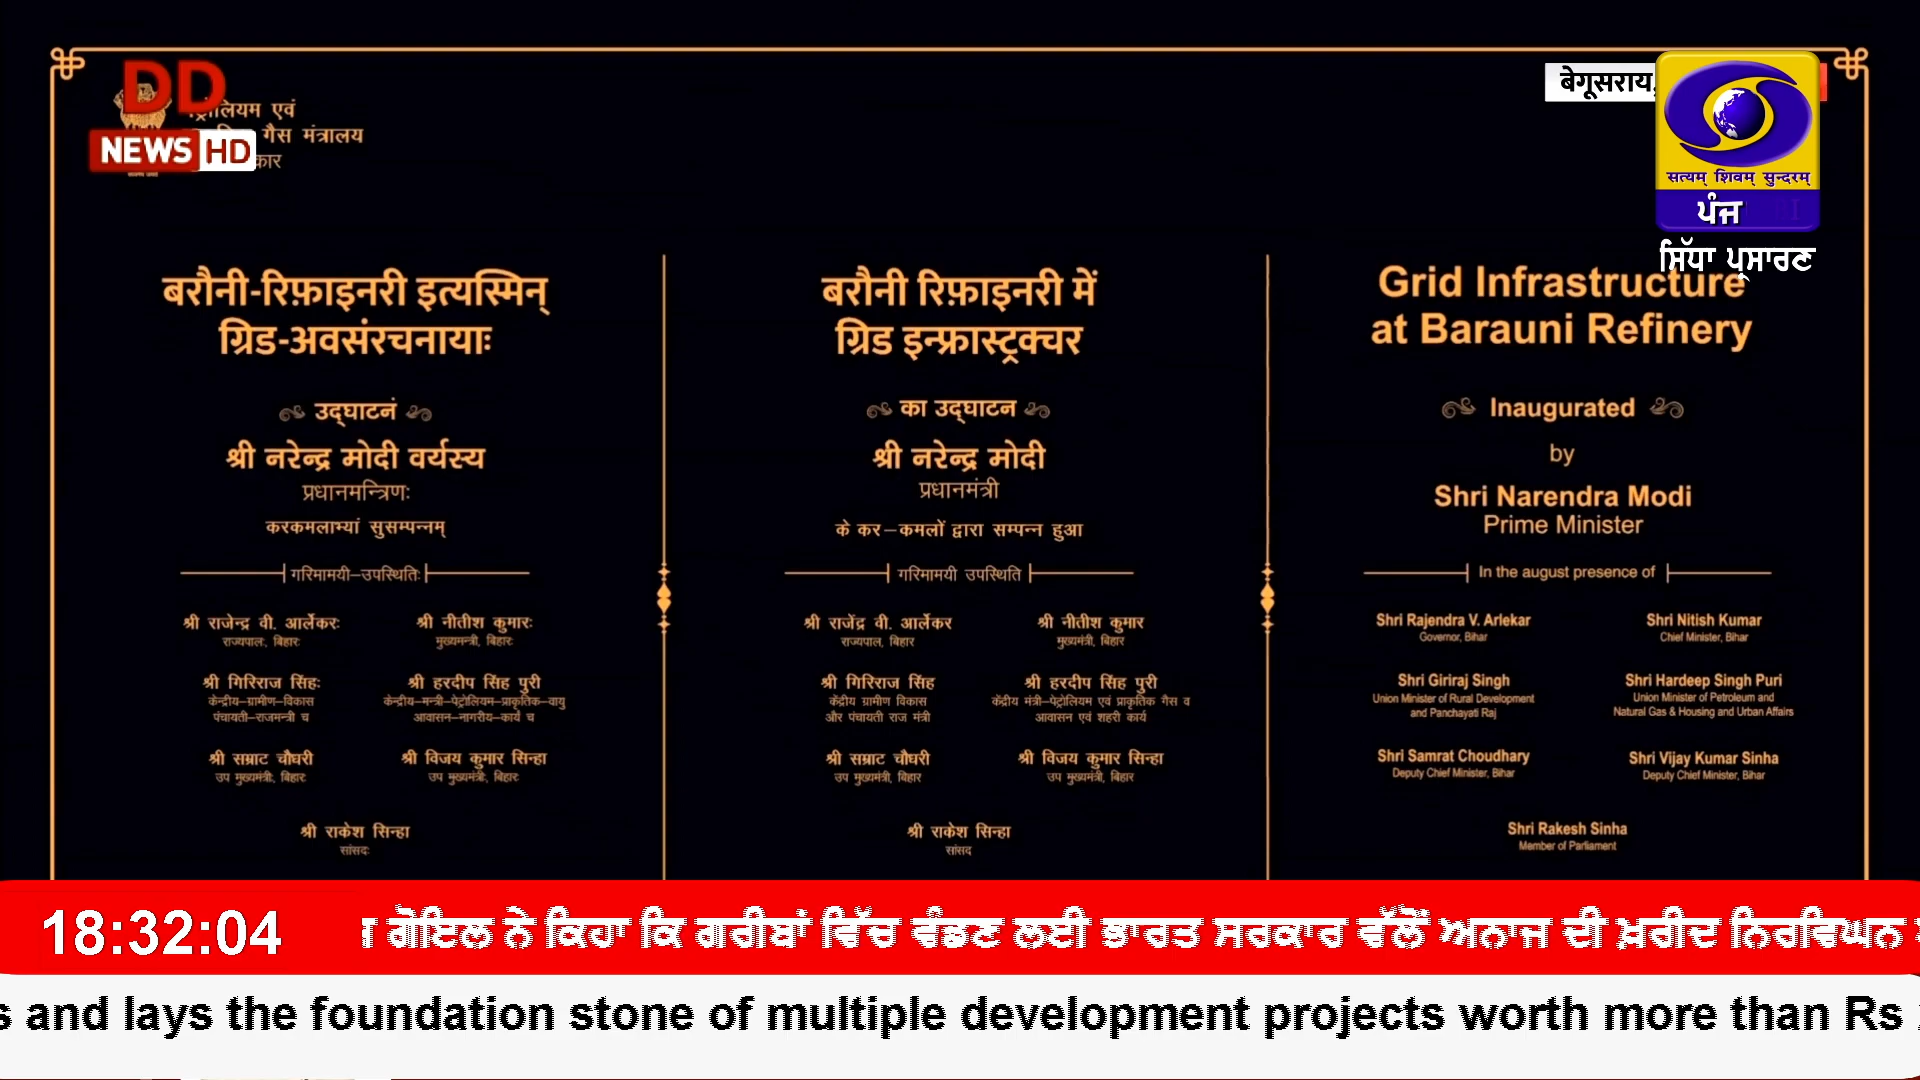 DD
NEWS HD
एवं
गैस मंत्रालय
बेगूसराय,
सत्यम् शिवम् सुन्दरम्
ਪੰਜ
ਸਿੱਧਾ ਪ੍ਰਸਾਰਣ
बरौनी-रिफ़ाइनरी इत्यस्मिन्
ग्रिड-अवसंरचनायाः
उद्घाटनं
श्री नरेन्द्र मोदी वर्यस्य
प्रधानमन्त्रिणः
करकमलाभ्यां सुसम्पन्नम्
गरिमामयी–उपस्थितिः
श्री राजेन्द्र वी. आर्लेकरः
राज्यपालः, बिहारः
श्री नीतीश कुमारः
मुख्यमन्त्री, बिहारः
श्री गिरिराज सिंहः
केन्द्रीय–ग्रामीण–विकास
पंचायती–राजमन्त्री च
श्री हरदीप सिंह पुरी
केन्द्रीय–मन्त्री–पेट्रोलियम–प्राकृतिक–वायु
आवासन–नागरीय–कार्य च
श्री सम्राट चौधरी
उप मुख्यमंत्रीः, बिहारः
श्री विजय कुमार सिन्हा
उप मुख्यमंत्रीः, बिहारः
श्री राकेश सिन्हा
सांसदः
बरौनी रिफ़ाइनरी में
ग्रिड इन्फ्रास्ट्रक्चर
का उद्घाटन
श्री नरेन्द्र मोदी
प्रधानमंत्री
के कर–कमलों द्वारा सम्पन्न हुआ
गरिमामयी उपस्थिति
श्री राजेंद्र वी. आर्लेकर
राज्यपाल, बिहार
श्री नीतीश कुमार
मुख्यमंत्री, बिहार
श्री गिरिराज सिंह
केंद्रीय ग्रामीण विकास
और पंचायती राज मंत्री
श्री हरदीप सिंह पुरी
केंद्रीय मंत्री–पेट्रोलियम एवं प्राकृतिक गैस व
आवासन एवं शहरी कार्य
श्री सम्राट चौधरी
उप मुख्यमंत्री, बिहार
श्री विजय कुमार सिन्हा
उप मुख्यमंत्री, बिहार
श्री राकेश सिन्हा
सांसद
Grid Infrastructure
at Barauni Refinery
Inaugurated
by
Shri Narendra Modi
Prime Minister
In the august presence of
Shri Rajendra V. Arlekar
Governor, Bihar
Shri Nitish Kumar
Chief Minister, Bihar
Shri Giriraj Singh
Union Minister of Rural Development
and Panchayati Raj
Shri Hardeep Singh Puri
Union Minister of Petroleum and
Natural Gas & Housing and Urban Affairs
Shri Samrat Choudhary
Deputy Chief Minister, Bihar
Shri Vijay Kumar Sinha
Deputy Chief Minister, Bihar
Shri Rakesh Sinha
Member of Parliament
18:32:04
ਗੋਇਲ ਨੇ ਕਿਹਾ ਕਿ ਗਰੀਬਾਂ ਵਿੱਚ ਵੰਡਣ ਲਈ ਭਾਰਤ ਸਰਕਾਰ ਵੱਲੋਂ ਅਨਾਜ ਦੀ ਖ਼ਰੀਦ ਨਿਰਵਿਘਨ
s and lays the foundation stone of multiple development projects worth more than Rs